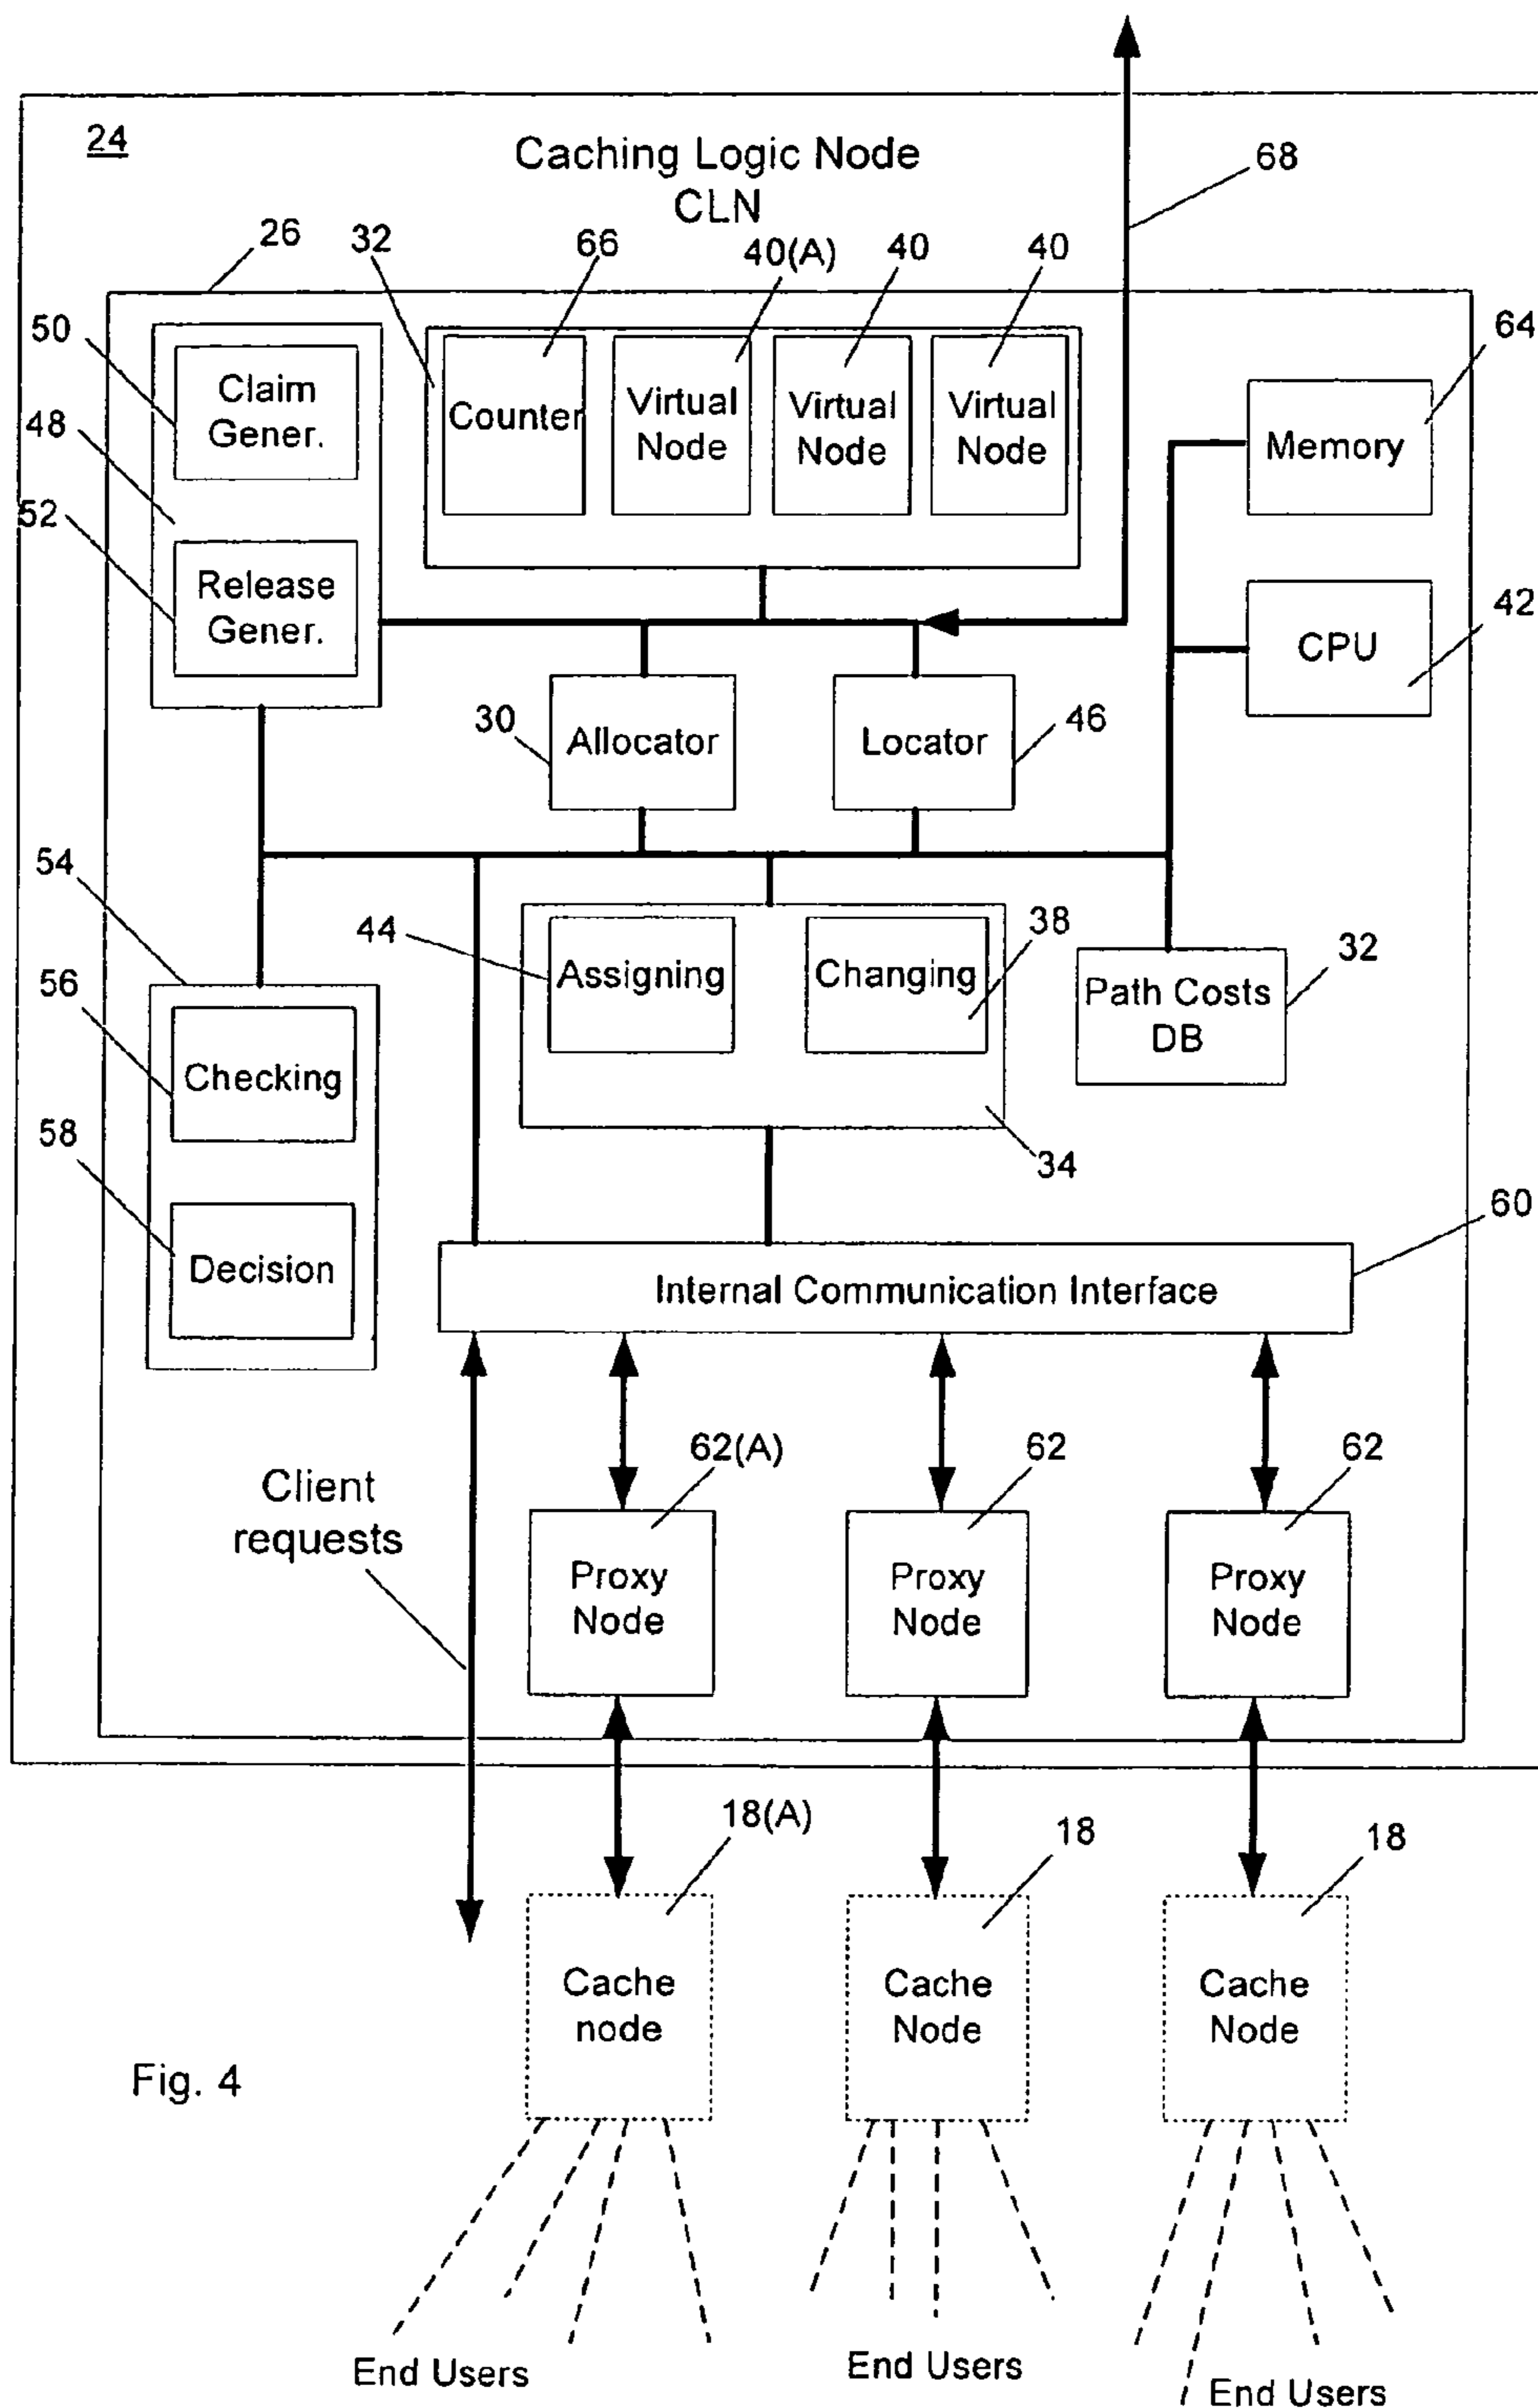 24
Caching Logic Node
CLN
68
26
32
66
40(A)
40
40
50
64
Claim
Gener.
Counter
Virtual
Node
Virtual
Node
Virtual
Node
48
Memory
52
Release
Gener.
42
CPU
30
Allocator
Locator
46
54
44
Assigning
Changing
38
32
Path Costs
DB
56
Checking
58
34
60
Decision
Internal Communication Interface
62(A)
62
62
Client
requests
Proxy
Node
Proxy
Node
Proxy
Node
18(A)
18
18
Cache
node
Cache
Node
Cache
Node
Fig. 4
End Users
End Users
End Users